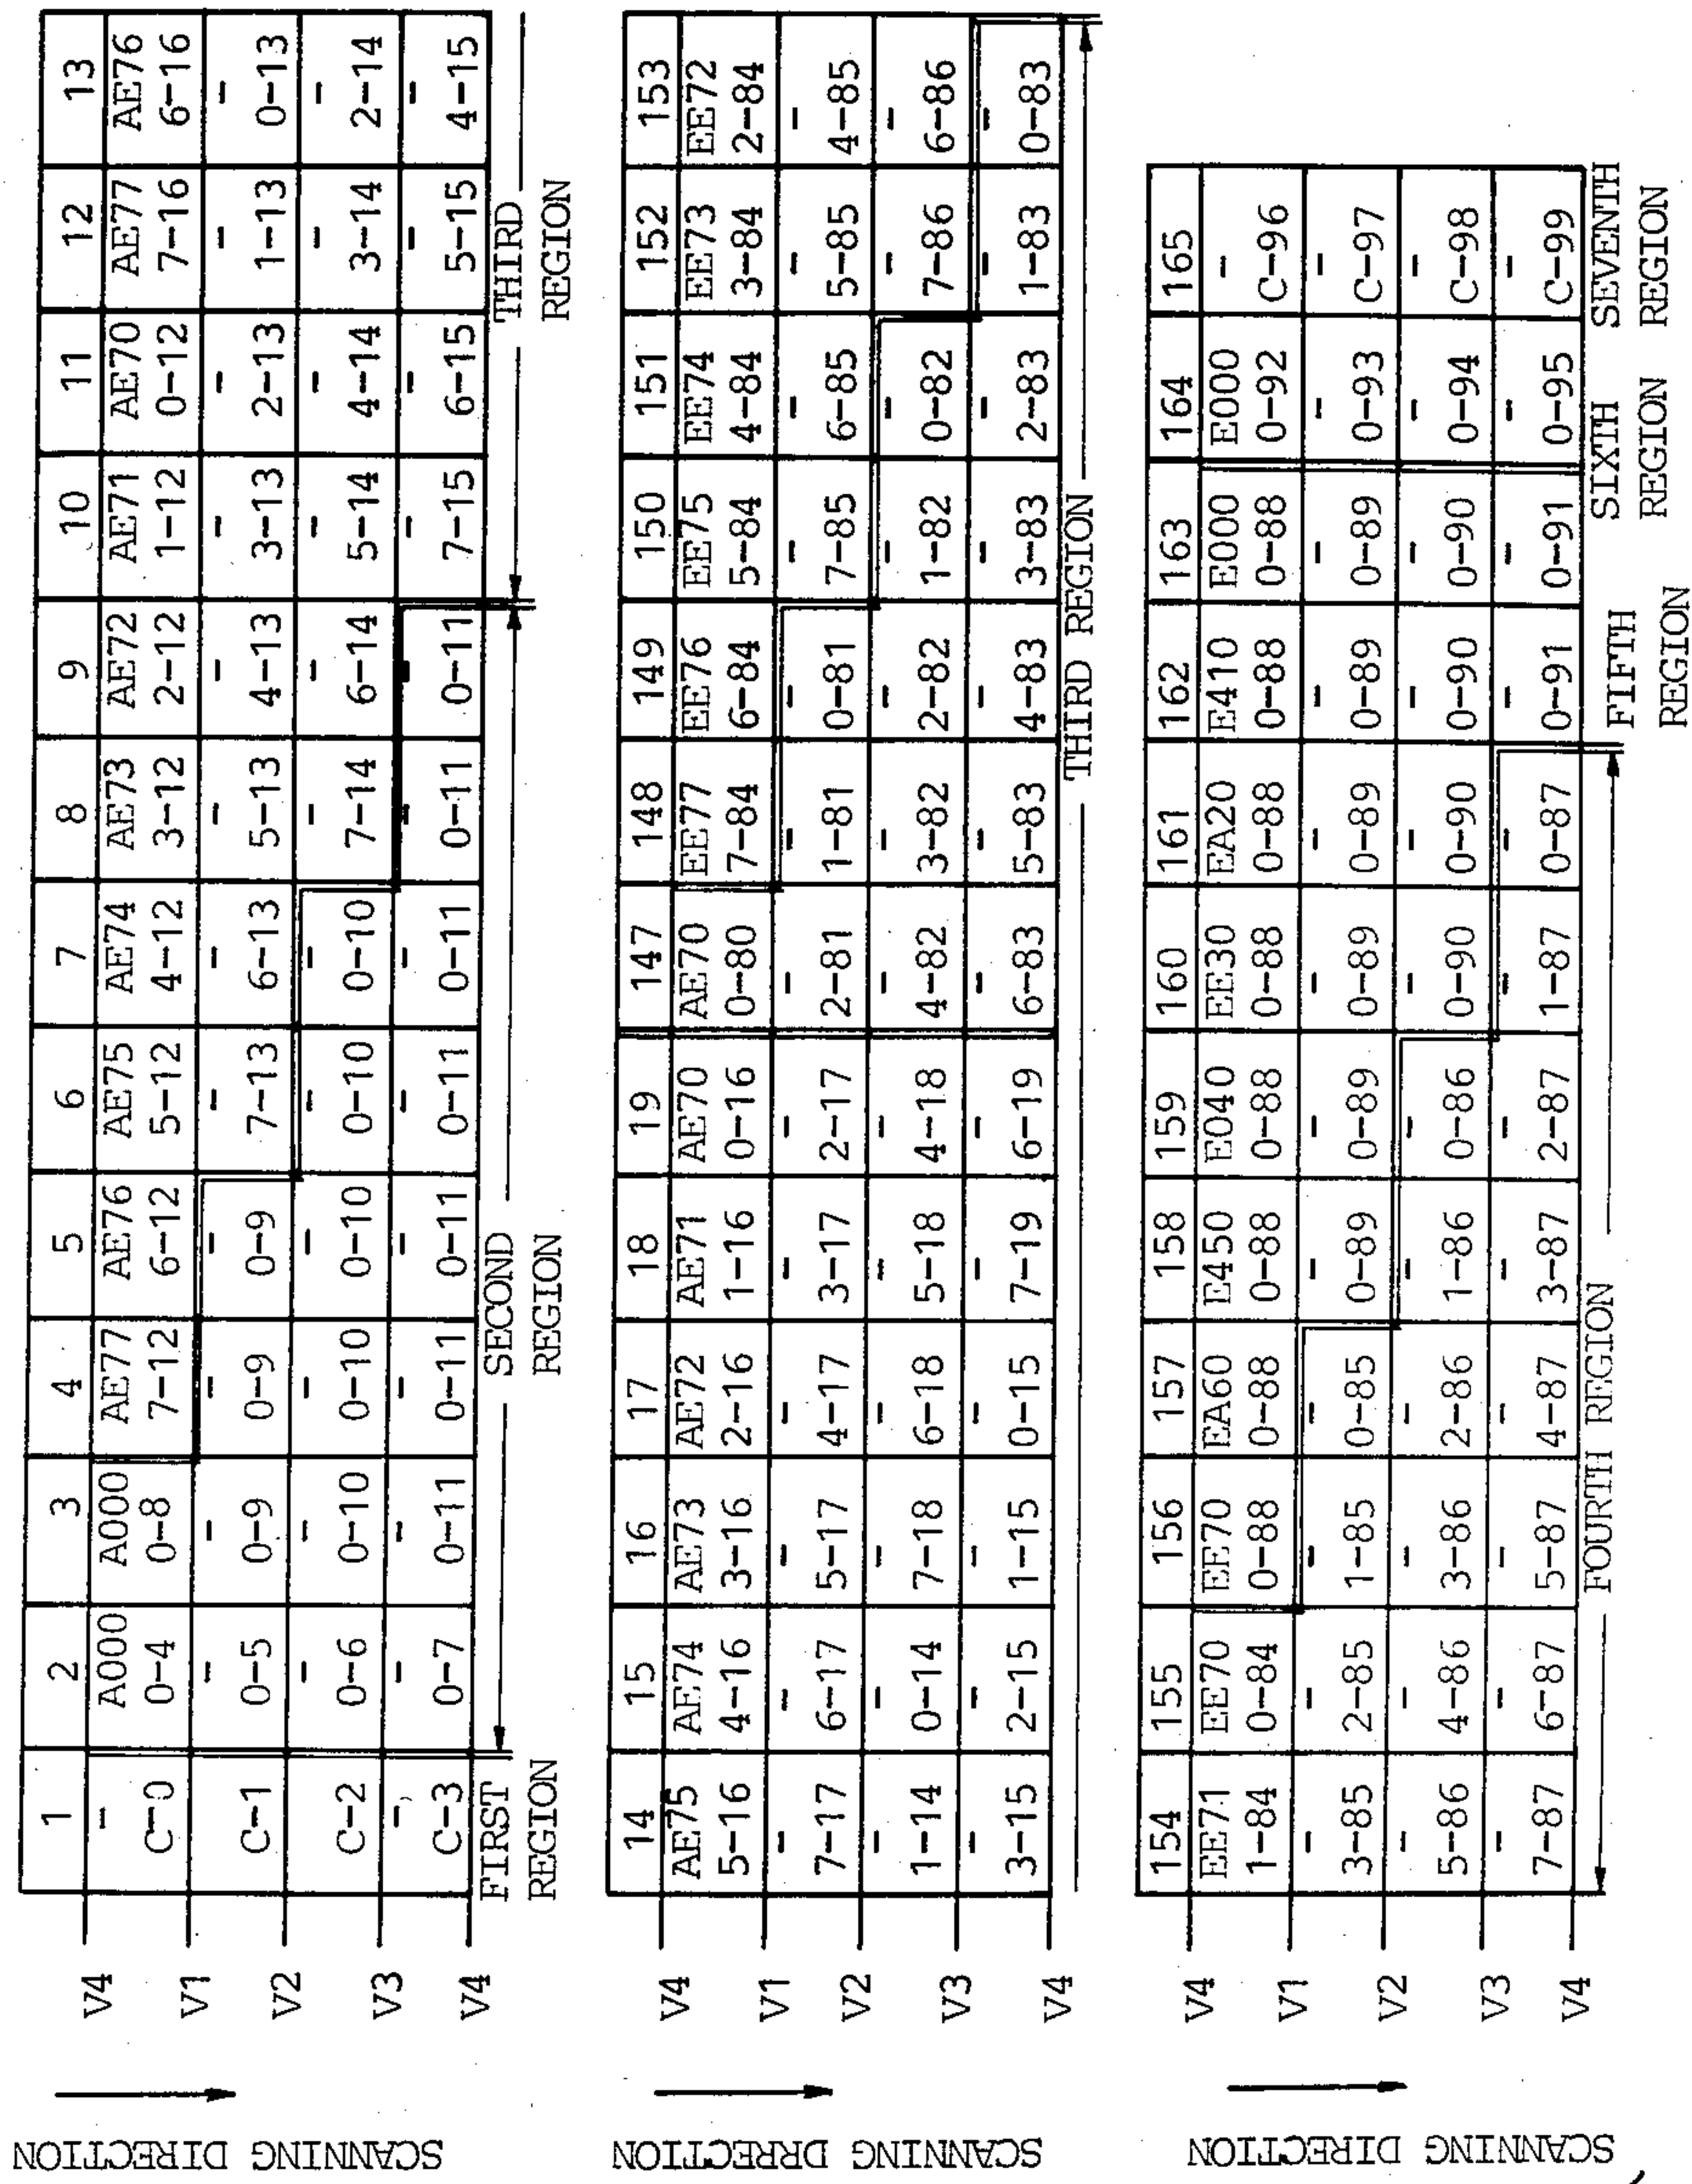 1 2 3 4 5 6 7 8 9 10 11 12 13
V4 - A000 A000 AE77 AE76 AE75 AE74 AE73 AE72 AE71 AE70 AE77 AE76
C-0 0-4 0-8 7-12 6-12 5-12 4-12 3-12 2-12 1-12 0-12 7-16 6-16
V1 - - - - - - - - - - - -
C-1 0-5 0-9 0-9 0-9 7-13 6-13 5-13 4-13 3-13 2-13 1-13 0-13
V2 - - - - - - - - - - -
C-2 0-6 0-10 0-10 0-10 0-10 0-10 7-14 6-14 5-14 4-14 3-14 2-14
V3 - - - - - - - - - - - - -
C-3 0-7 0-11 0-11 0-11 0-11 0-11 0-11 0-11 7-15 6-15 5-15 4-15
V4
FIRST REGION
SECOND REGION
THIRD REGION
SCANNING DIRECTION
14 15 16 17 18 19 147 148 149 150 151 152 153
V4 AE75 AE74 AE73 AE72 AE71 AE70 AE70 EE77 EE76 EE75 EE74 EE73 EE72
5-16 4-16 3-16 2-16 1-16 0-16 0-80 7-84 6-84 5-84 4-84 3-84 2-84
V1 - - - - - - - - - - - - -
7-17 6-17 5-17 4-17 3-17 2-17 2-81 1-81 0-81 7-85 6-85 5-85 4-85
V2 - - - - - - - - - - - - -
1-14 0-14 7-18 6-18 5-18 4-18 4-82 3-82 2-82 1-82 0-82 7-86 6-86
V3 - - - - - - - - - - - - -
3-15 2-15 1-15 0-15 7-19 6-19 6-83 5-83 4-83 3-83 2-83 1-83 0-83
V4
THIRD REGION
SCANNING DRRECTION
154 155 156 157 158 159 160 161 162 163 164 165
V4 EE71 EE70 EE70 EA60 E450 E040 EE30 EA20 E410 E000 E000 -
1-84 0-84 0-88 0-88 0-88 0-88 0-88 0-88 0-88 0-88 0-92 C-96
V1 - - - - - - - - - - - -
3-85 2-85 1-85 0-85 0-89 0-89 0-89 0-89 0-89 0-89 0-93 C-97
V2 - - - - - - - - - - - -
5-86 4-86 3-86 2-86 1-86 0-86 0-90 0-90 0-90 0-90 0-94 C-98
V3 - - - - - - - - - - - -
7-87 6-87 5-87 4-87 3-87 2-87 1-87 0-87 0-91 0-91 0-95 C-99
V4
FOURTH REGION
FIFTH REGION
SIXTH REGION
SEVENTH REGION
SCANNING DIRECTION